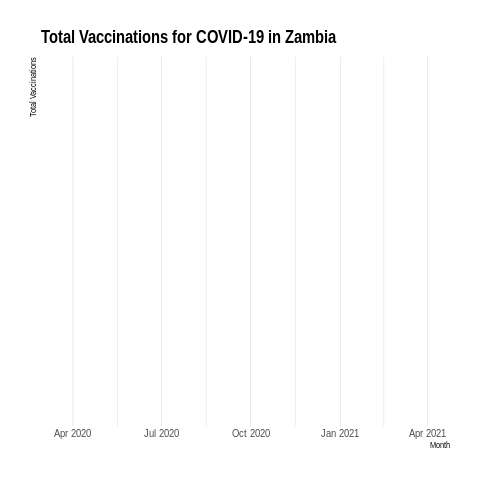 Total Vaccinations for COVID-19 in Zambia
Total Vaccinations
Apr 2020
Jul 2020
Oct 2020
Jan 2021
Apr 2021
Month